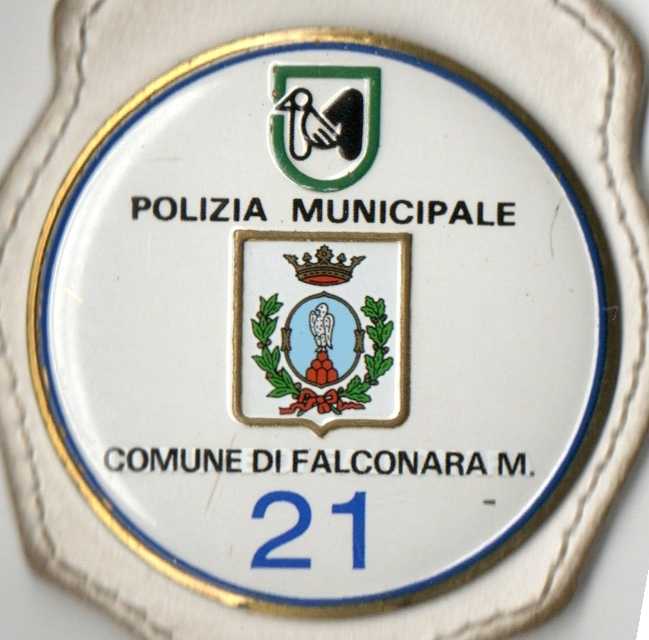 POLIZIA MUNICIPALE
COMUNE DI FALCONARA M.
21